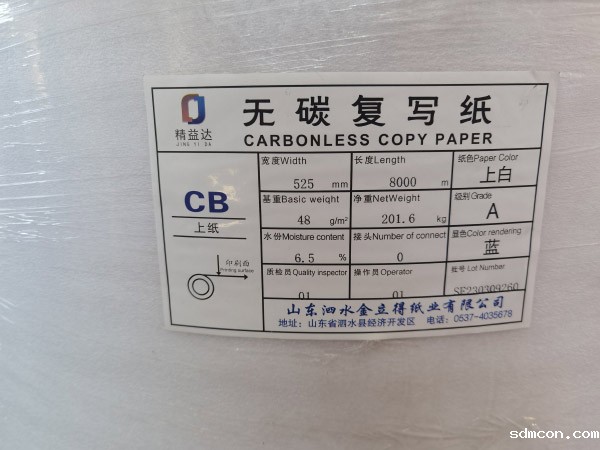 精益达
JING YI DA
无碳复写纸
CARBONLESS COPY PAPER
CB
上纸
印刷面
Printing surface
宽度Width
525 mm
长度Length
8000 m
纸色Paper Color
上白
基重Basic weight
48 g/m²
净重NetWeight
201.6 kg
级别Grade
A
水份Moisture content
6.5 %
接头Number of connect
0
显色Color rendering
蓝
质检员Quality inspector
01
操作员Operator
01
批号 Lot Number
SF230309260
山东泗水金立得纸业有限公司
地址：山东省泗水县经济开发区 电话：0537-4035678
sdmcon.com